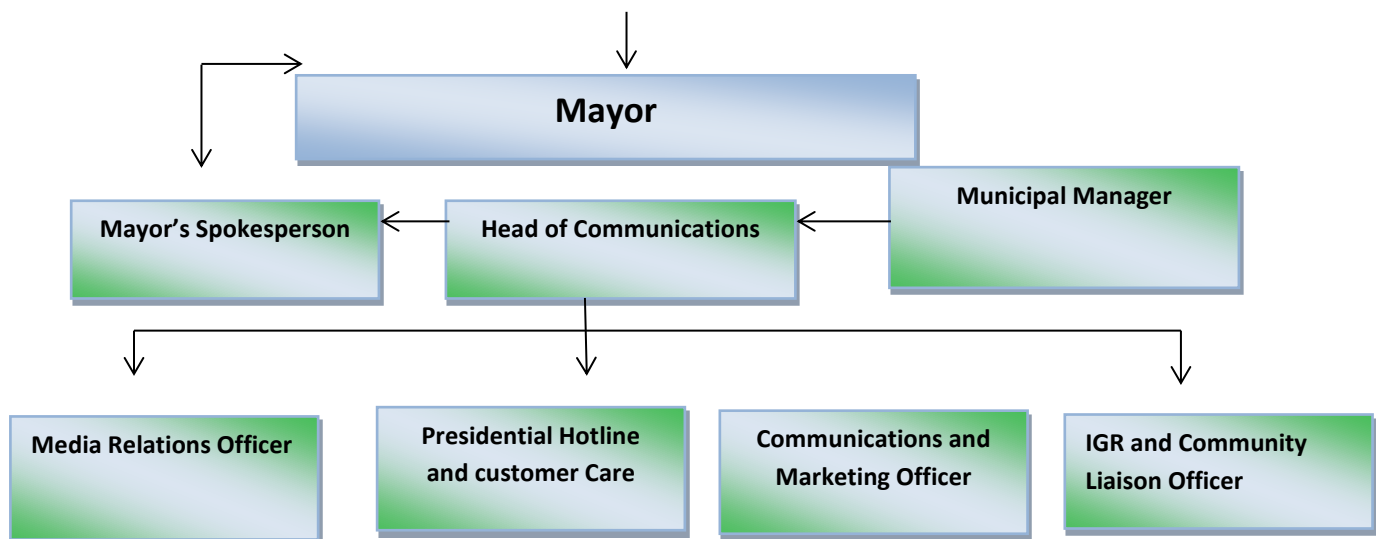 Mayor
Municipal Manager
Mayor’s Spokesperson
Head of Communications
Media Relations Officer
Presidential Hotline
and customer Care
Communications and
Marketing Officer
IGR and Community
Liaison Officer